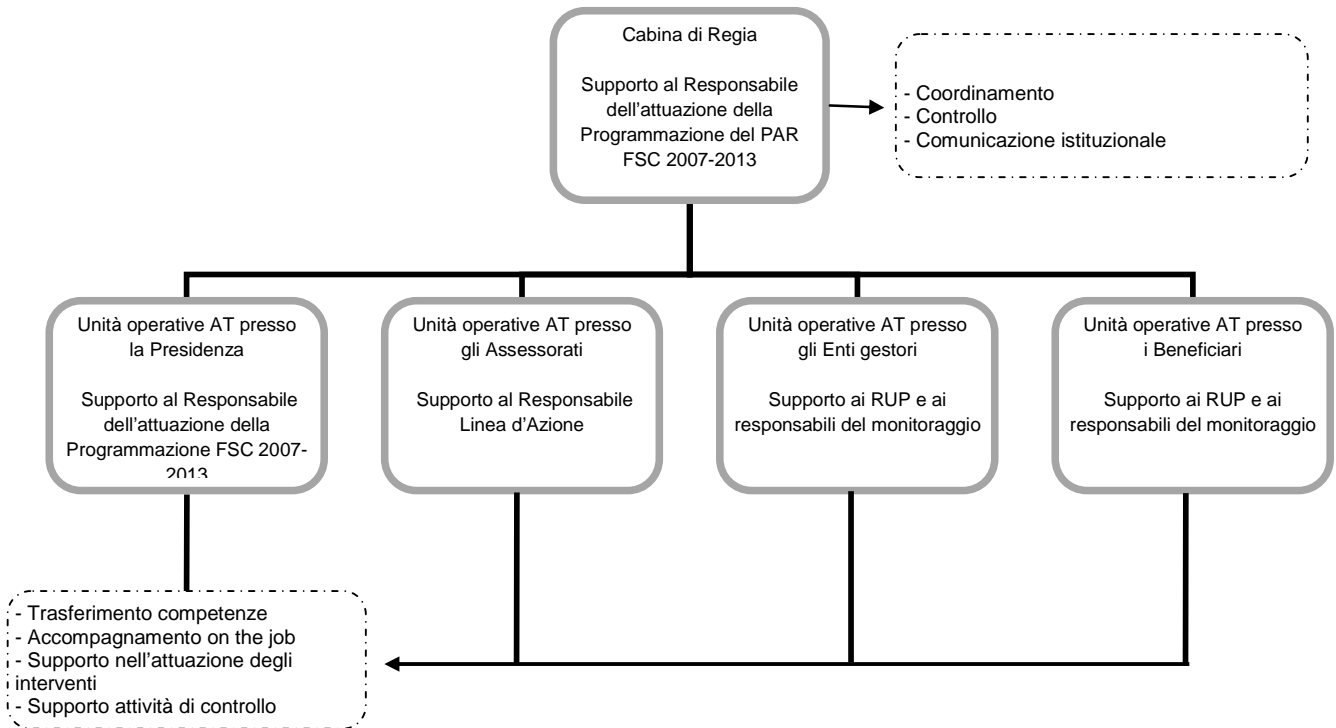 Cabina di Regia
Supporto al Responsabile
dell'attuazione della
Programmazione del PAR
FSC 2007-2013
- Coordinamento
- Controllo
- Comunicazione istituzionale
Unità operative AT presso
la Presidenza
Supporto al Responsabile
dell'attuazione della
Programmazione FSC 2007-
2013
Unità operative AT presso
gli Assessorati
Supporto al Responsabile
Linea d'Azione
Unità operative AT presso
gli Enti gestori
Supporto ai RUP e ai
responsabili del monitoraggio
Unità operative AT presso
i Beneficiari
Supporto ai RUP e ai
responsabili del monitoraggio
- Trasferimento competenze
- Accompagnamento on the job
- Supporto nell'attuazione degli
interventi
- Supporto attività di controllo